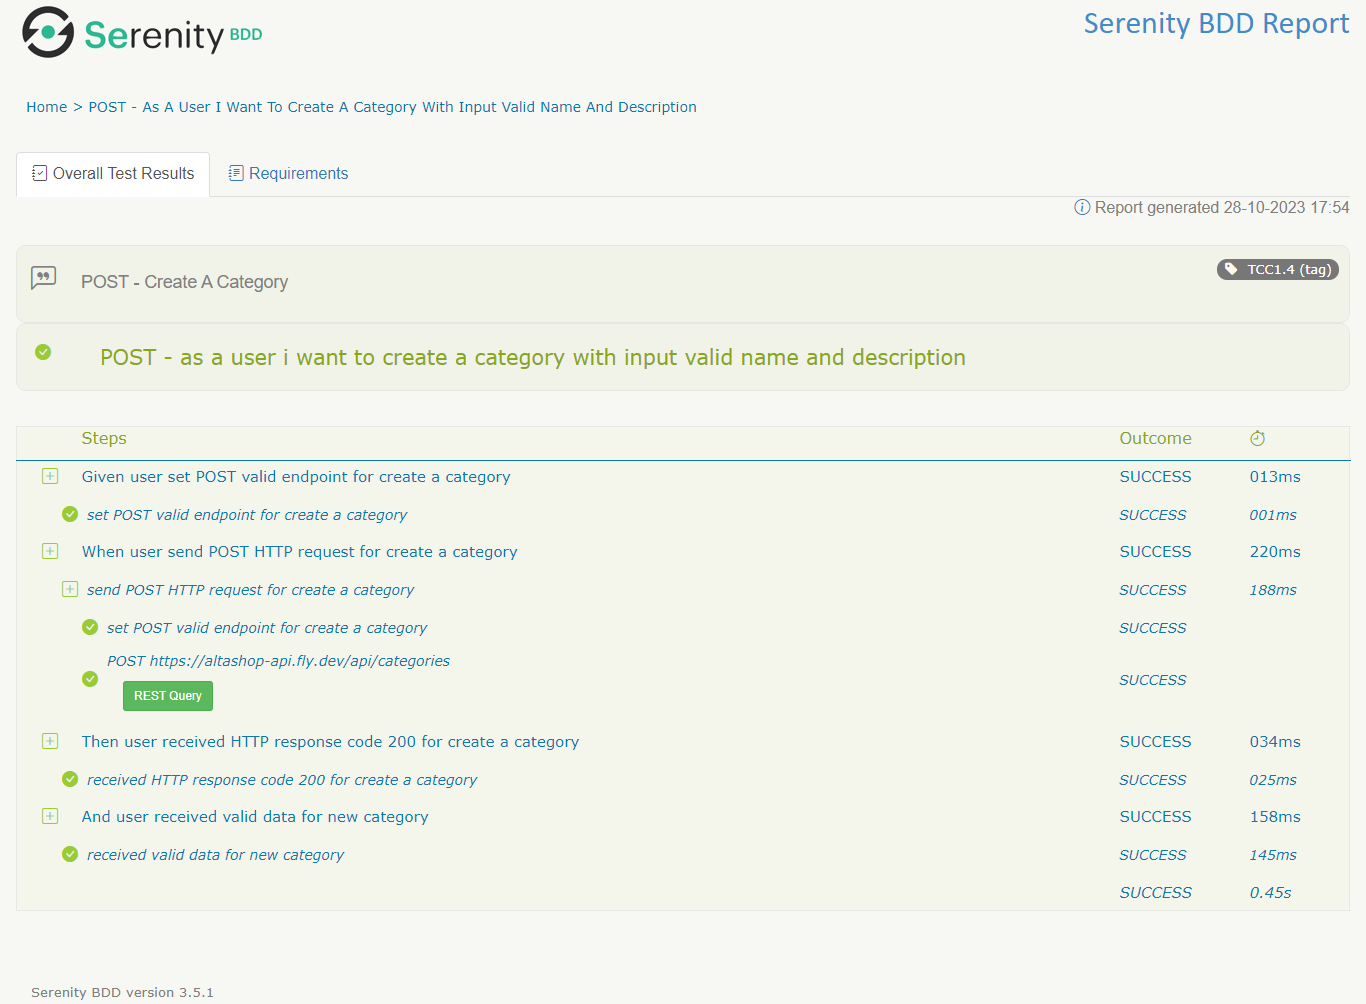 Serenity BDD
Serenity BDD Report
Home > POST - As A User I Want To Create A Category With Input Valid Name And Description
Overall Test Results
Requirements
Report generated 28-10-2023 17:54
POST - Create A Category
TCC1.4 (tag)
POST - as a user i want to create a category with input valid name and description
Steps Outcome
Given user set POST valid endpoint for create a category SUCCESS 013ms
set POST valid endpoint for create a category SUCCESS 001ms
When user send POST HTTP request for create a category SUCCESS 220ms
send POST HTTP request for create a category SUCCESS 188ms
set POST valid endpoint for create a category SUCCESS
POST https://altashop-api.fly.dev/api/categories
REST Query SUCCESS
Then user received HTTP response code 200 for create a category SUCCESS 034ms
received HTTP response code 200 for create a category SUCCESS 025ms
And user received valid data for new category SUCCESS 158ms
received valid data for new category SUCCESS 145ms
SUCCESS 0.45s
Serenity BDD version 3.5.1